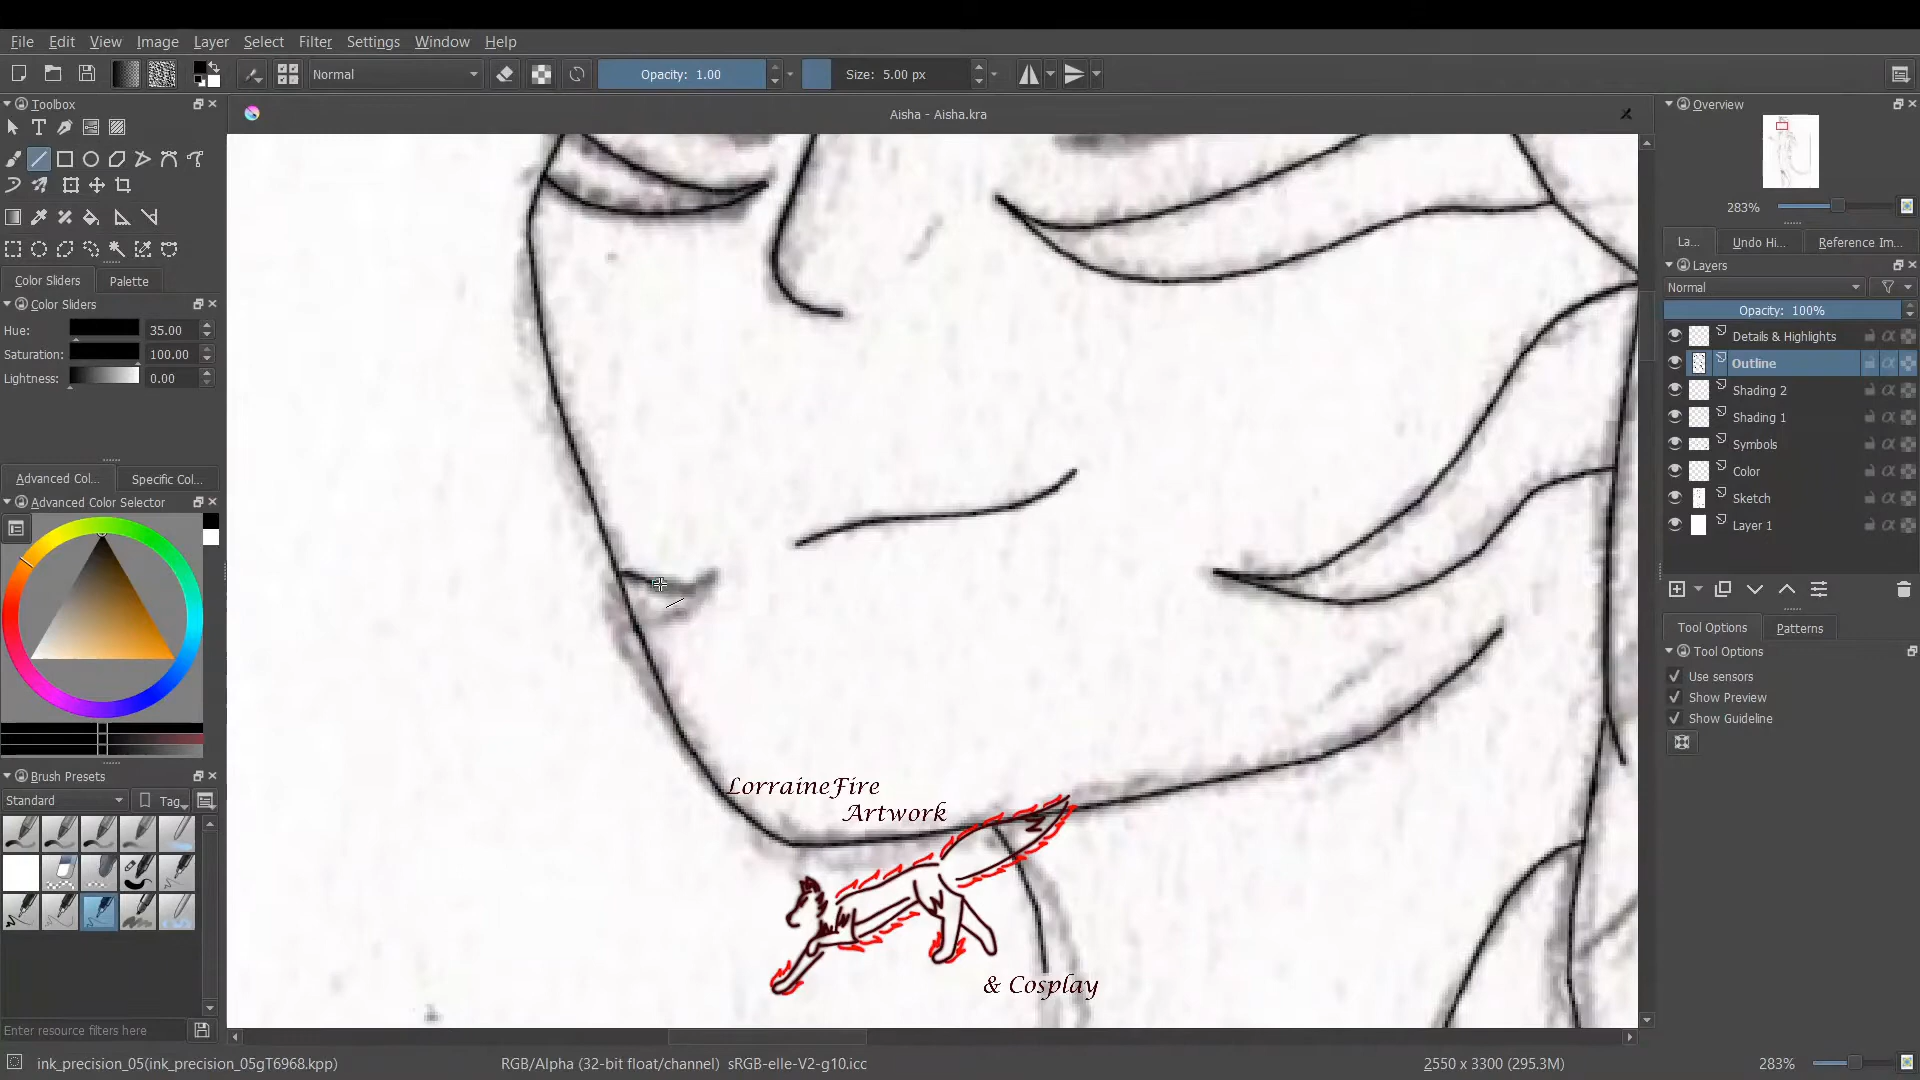 File Edit View Image Layer Select Filter Settings Window Help
Normal
Opacity: 1.00
Size: 5.00 px
Toolbox
Aisha - Aisha.kra
Overview
283%
La... Undo Hi... Reference Im...
Layers
Normal
Opacity: 100%
Details & Highlights
Outline
Shading 2
Shading 1
Symbols
Color
Sketch
Layer 1
Tool Options Patterns
Tool Options
Use sensors
Show Preview
Show Guideline
Color Sliders Palette
Color Sliders
Hue: 35.00
Saturation: 100.00
Lightness: 0.00
Advanced Col... Specific Col...
Advanced Color Selector
Brush Presets
Standard Tag
Enter resource filters here
LorraineFire
Artwork
& Cosplay
ink_precision_05(ink_precision_05gT6968.kpp)
RGB/Alpha (32-bit float/channel) sRGB-elle-V2-g10.icc
2550 x 3300 (295.3M)
283%